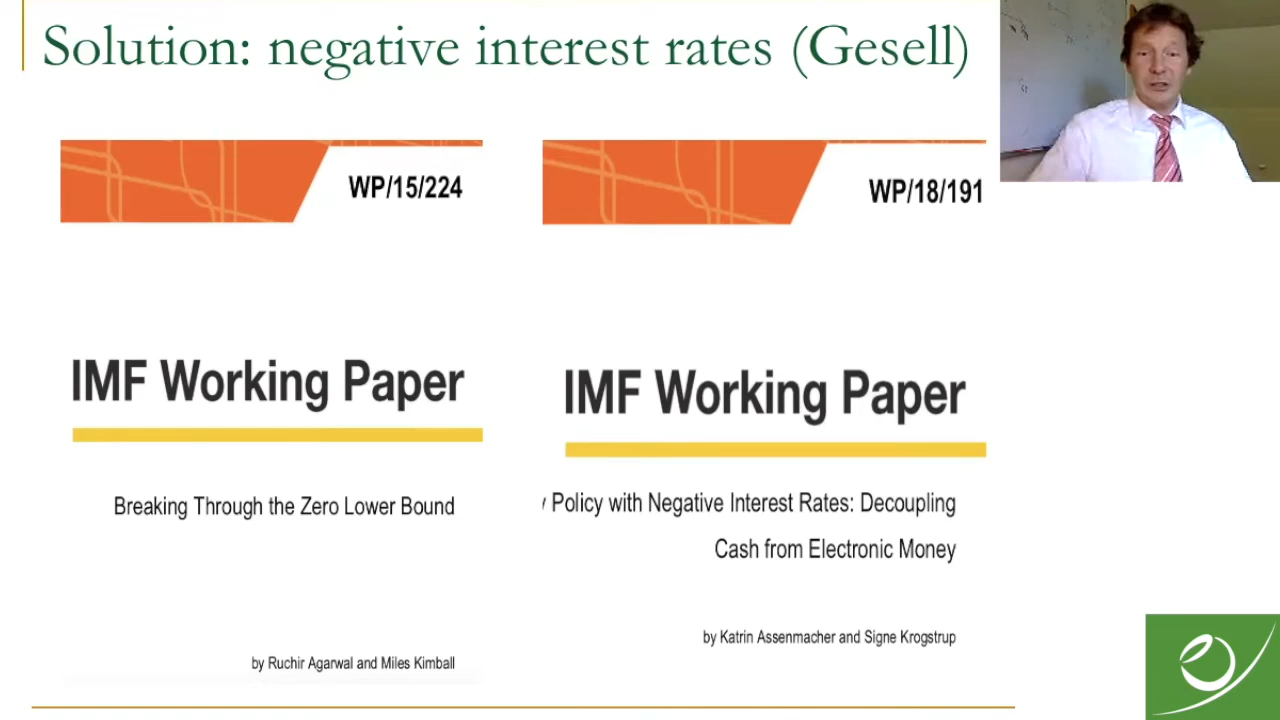 Solution: negative interest rates (Gesell)
WP/15/224
IMF Working Paper
Breaking Through the Zero Lower Bound
by Ruchir Agarwal and Miles Kimball
WP/18/191
IMF Working Paper
Policy with Negative Interest Rates: Decoupling
Cash from Electronic Money
by Katrin Assenmacher and Signe Krogstrup